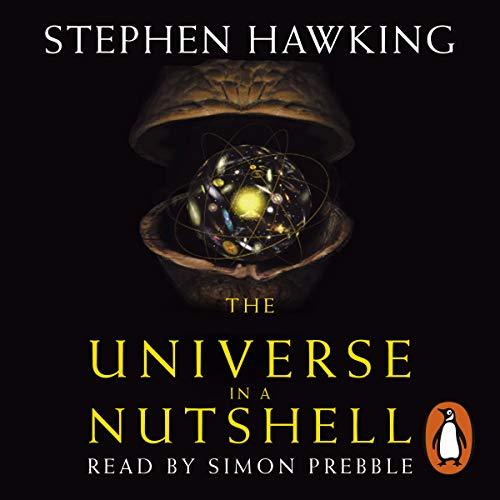 STEPHEN HAWKING
THE
UNIVERSE
IN A
NUTSHELL
READ BY SIMON PREBBLE